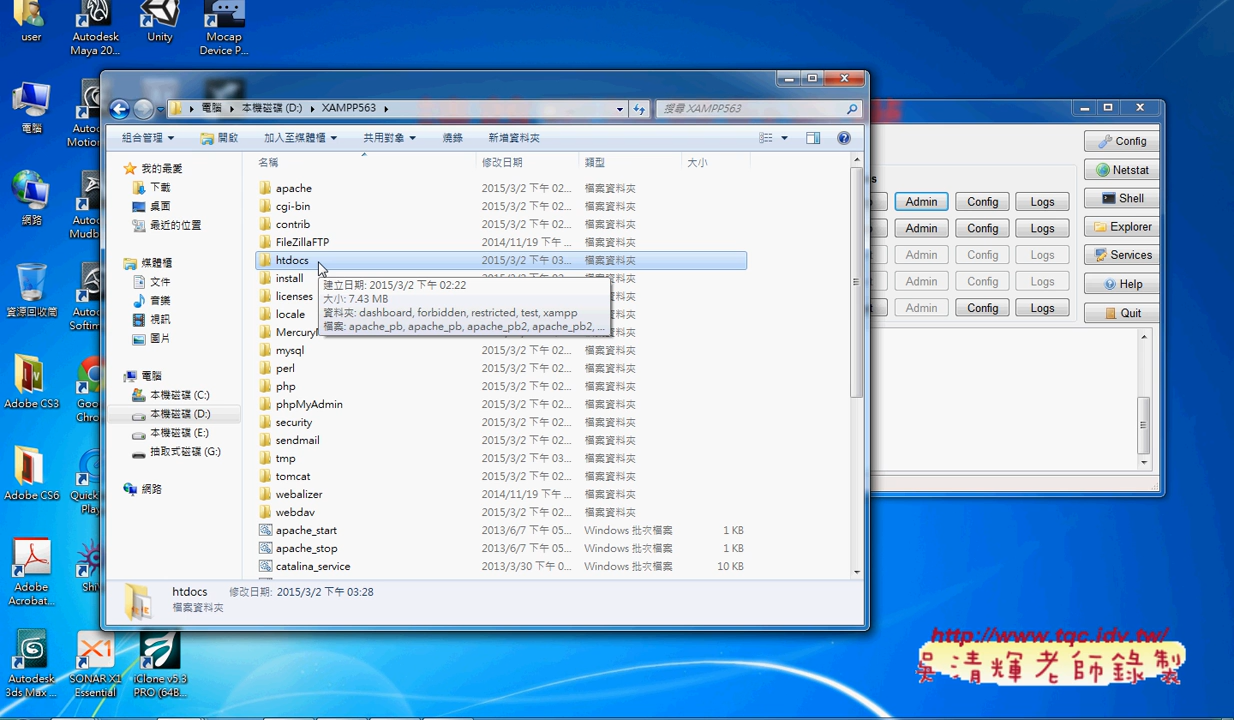 user
Autodesk
Maya 20...
Unity
Mocap
Device P...
電腦
網路
資源回收筒
Adobe CS3
Adobe CS6
Adobe
Acrobat...
Autodesk
3ds Max ...
SONAR X1
Essential
iClone v5.3
PRO (64B...
電腦 ▸ 本機磁碟 (D:) ▸ XAMPP563 ▸
搜尋 XAMPP563
組合管理 開啟 加入至媒體櫃 共用對象 燒錄 新增資料夾
我的最愛
下載
桌面
最近的位置
媒體櫃
文件
音樂
視訊
圖片
電腦
本機磁碟 (C:)
本機磁碟 (D:)
本機磁碟 (E:)
抽取式磁碟 (G:)
網路
名稱 修改日期 類型 大小
apache 2015/3/2 下午 02... 檔案資料夾
cgi-bin 2015/3/2 下午 02... 檔案資料夾
contrib 2015/3/2 下午 02... 檔案資料夾
FileZillaFTP 2014/11/19 下午 ... 檔案資料夾
htdocs 2015/3/2 下午 03... 檔案資料夾
install
licenses
locale
建立日期: 2015/3/2 下午 02:22
大小: 7.43 MB
資料夾: dashboard, forbidden, restricted, test, xampp
檔案: apache_pb, apache_pb, apache_pb2, apache_pb2, ...
mysql 2015/3/2 下午 02... 檔案資料夾
perl 2015/3/2 下午 02... 檔案資料夾
php 2015/3/2 下午 02... 檔案資料夾
phpMyAdmin 2015/3/2 下午 02... 檔案資料夾
security 2015/3/2 下午 02... 檔案資料夾
sendmail 2015/3/2 下午 02... 檔案資料夾
tmp 2015/3/2 下午 03... 檔案資料夾
tomcat 2015/3/2 下午 02... 檔案資料夾
webalizer 2014/11/19 下午 ... 檔案資料夾
webdav 2015/3/2 下午 02... 檔案資料夾
apache_start 2013/6/7 下午 05... Windows 批次檔案 1 KB
apache_stop 2013/6/7 下午 05... Windows 批次檔案 1 KB
catalina_service 2013/3/30 下午 0... Windows 批次檔案 10 KB
htdocs 修改日期: 2015/3/2 下午 03:28
檔案資料夾
Config
Netstat
Shell
Explorer
Services
Help
Quit
Admin Config Logs
Admin Config Logs
Admin Config Logs
Admin Config Logs
Admin Config Logs
http://www.tqc.idv.tw/
吳清輝老師錄製